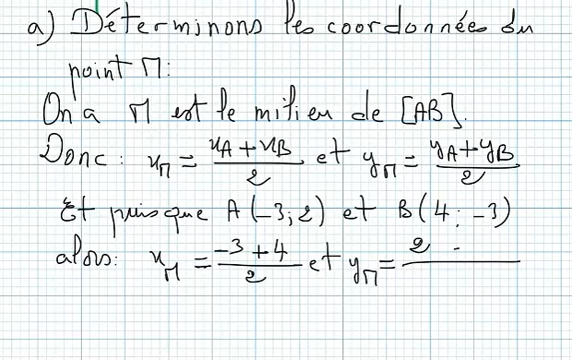 a) Déterminons les coordonnées du
point M:
On a M est le milieu de [AB].
Donc : x_M = (x_A + x_B)/2 et y_M = (y_A + y_B)/2
Et puisque A(-3;2) et B(4;-3)
alors: x_M = (-3+4)/2 et y_M = 2 -